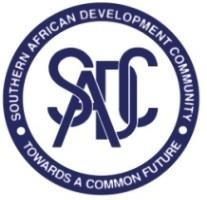 SOUTHERN AFRICAN DEVELOPMENT COMMUNITY
SADC
TOWARDS A COMMON FUTURE